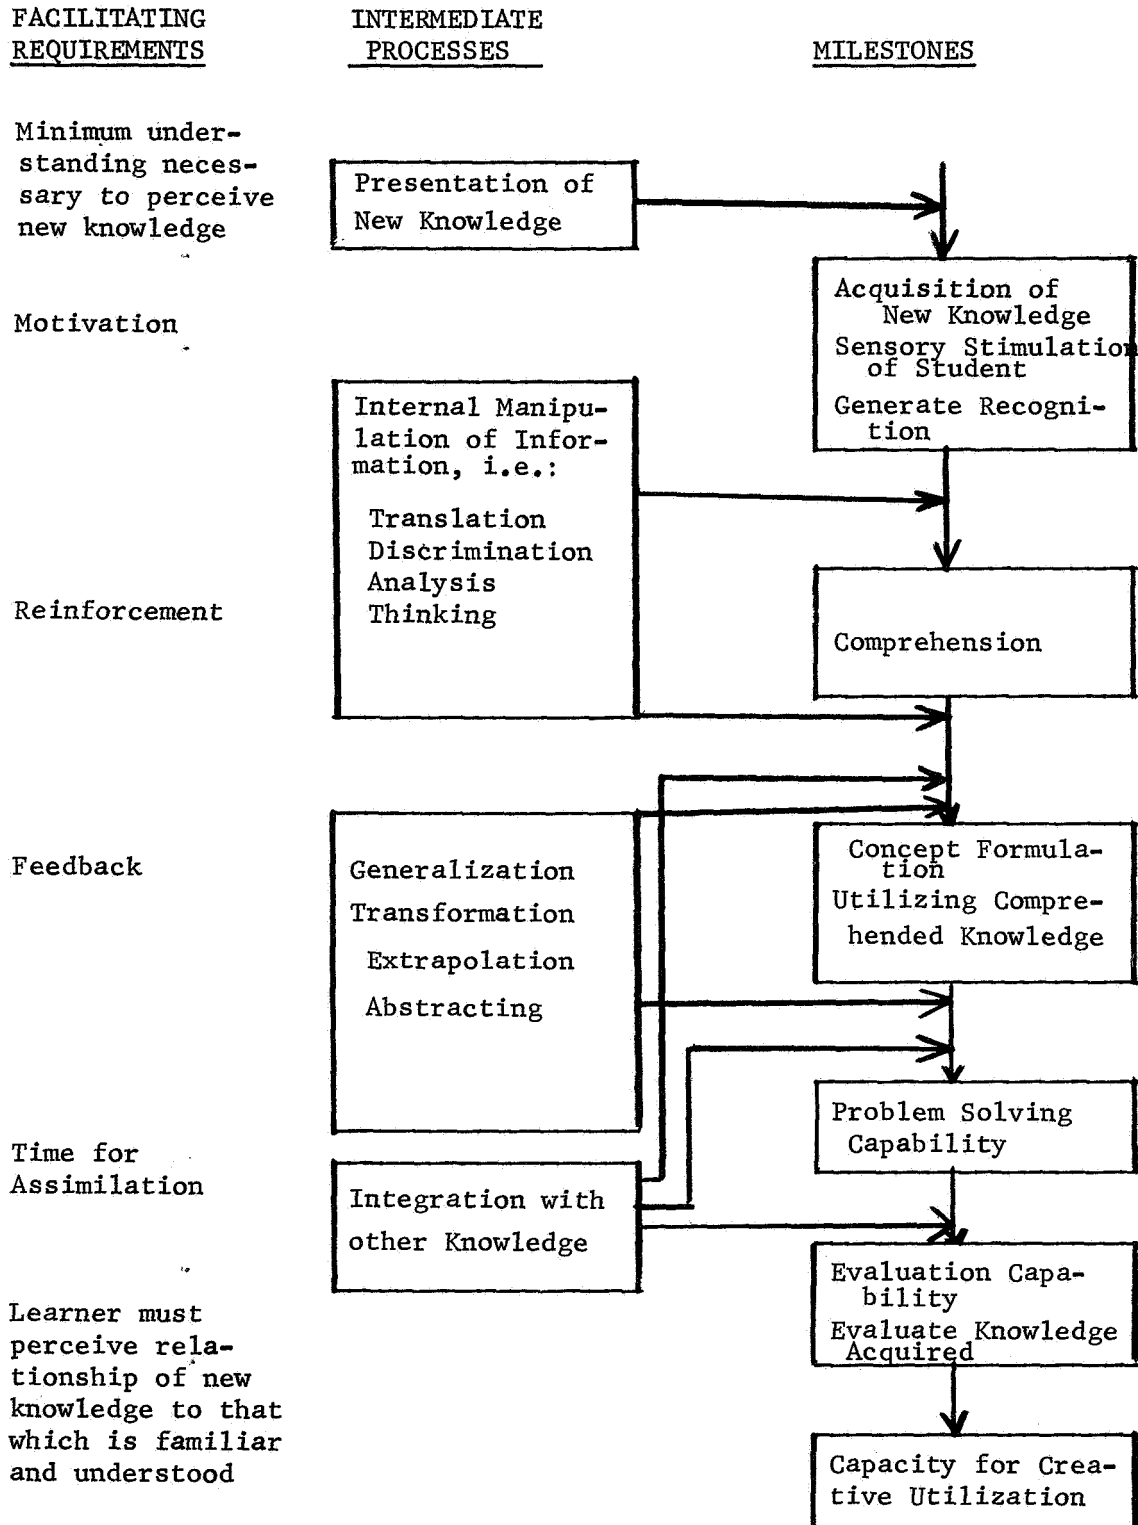 FACILITATING
REQUIREMENTS
Minimum under-
standing neces-
sary to perceive
new knowledge
Motivation
Reinforcement
Feedback
Time for
Assimilation
Learner must
perceive rela-
tionship of new
knowledge to that
which is familiar
and understood
INTERMEDIATE
PROCESSES
Presentation of
New Knowledge
Internal Manipu-
lation of Infor-
mation, i.e.:
Translation
Discrimination
Analysis
Thinking
Generalization
Transformation
Extrapolation
Abstracting
Integration with
other Knowledge
MILESTONES
Acquisition of
New Knowledge
Sensory Stimulation
of Student
Generate Recogni-
tion
Comprehension
Concept Formula-
tion
Utilizing Compre-
hended Knowledge
Problem Solving
Capability
Evaluation Capa-
bility
Evaluate Knowledge
Acquired
Capacity for Crea-
tive Utilization